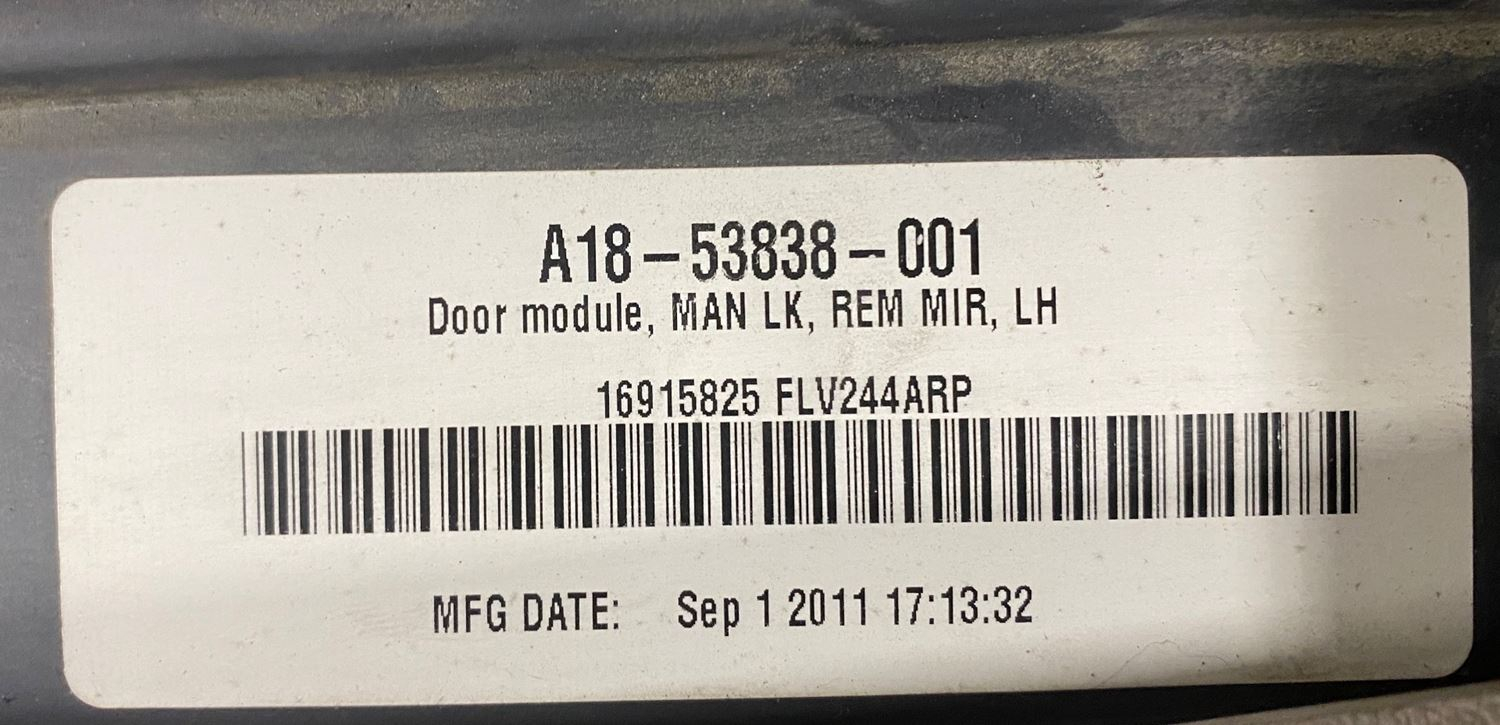 A18-53838-001
Door module, MAN LK, REM MIR, LH
16915825 FLV244ARP
MFG DATE: Sep 1 2011 17:13:32